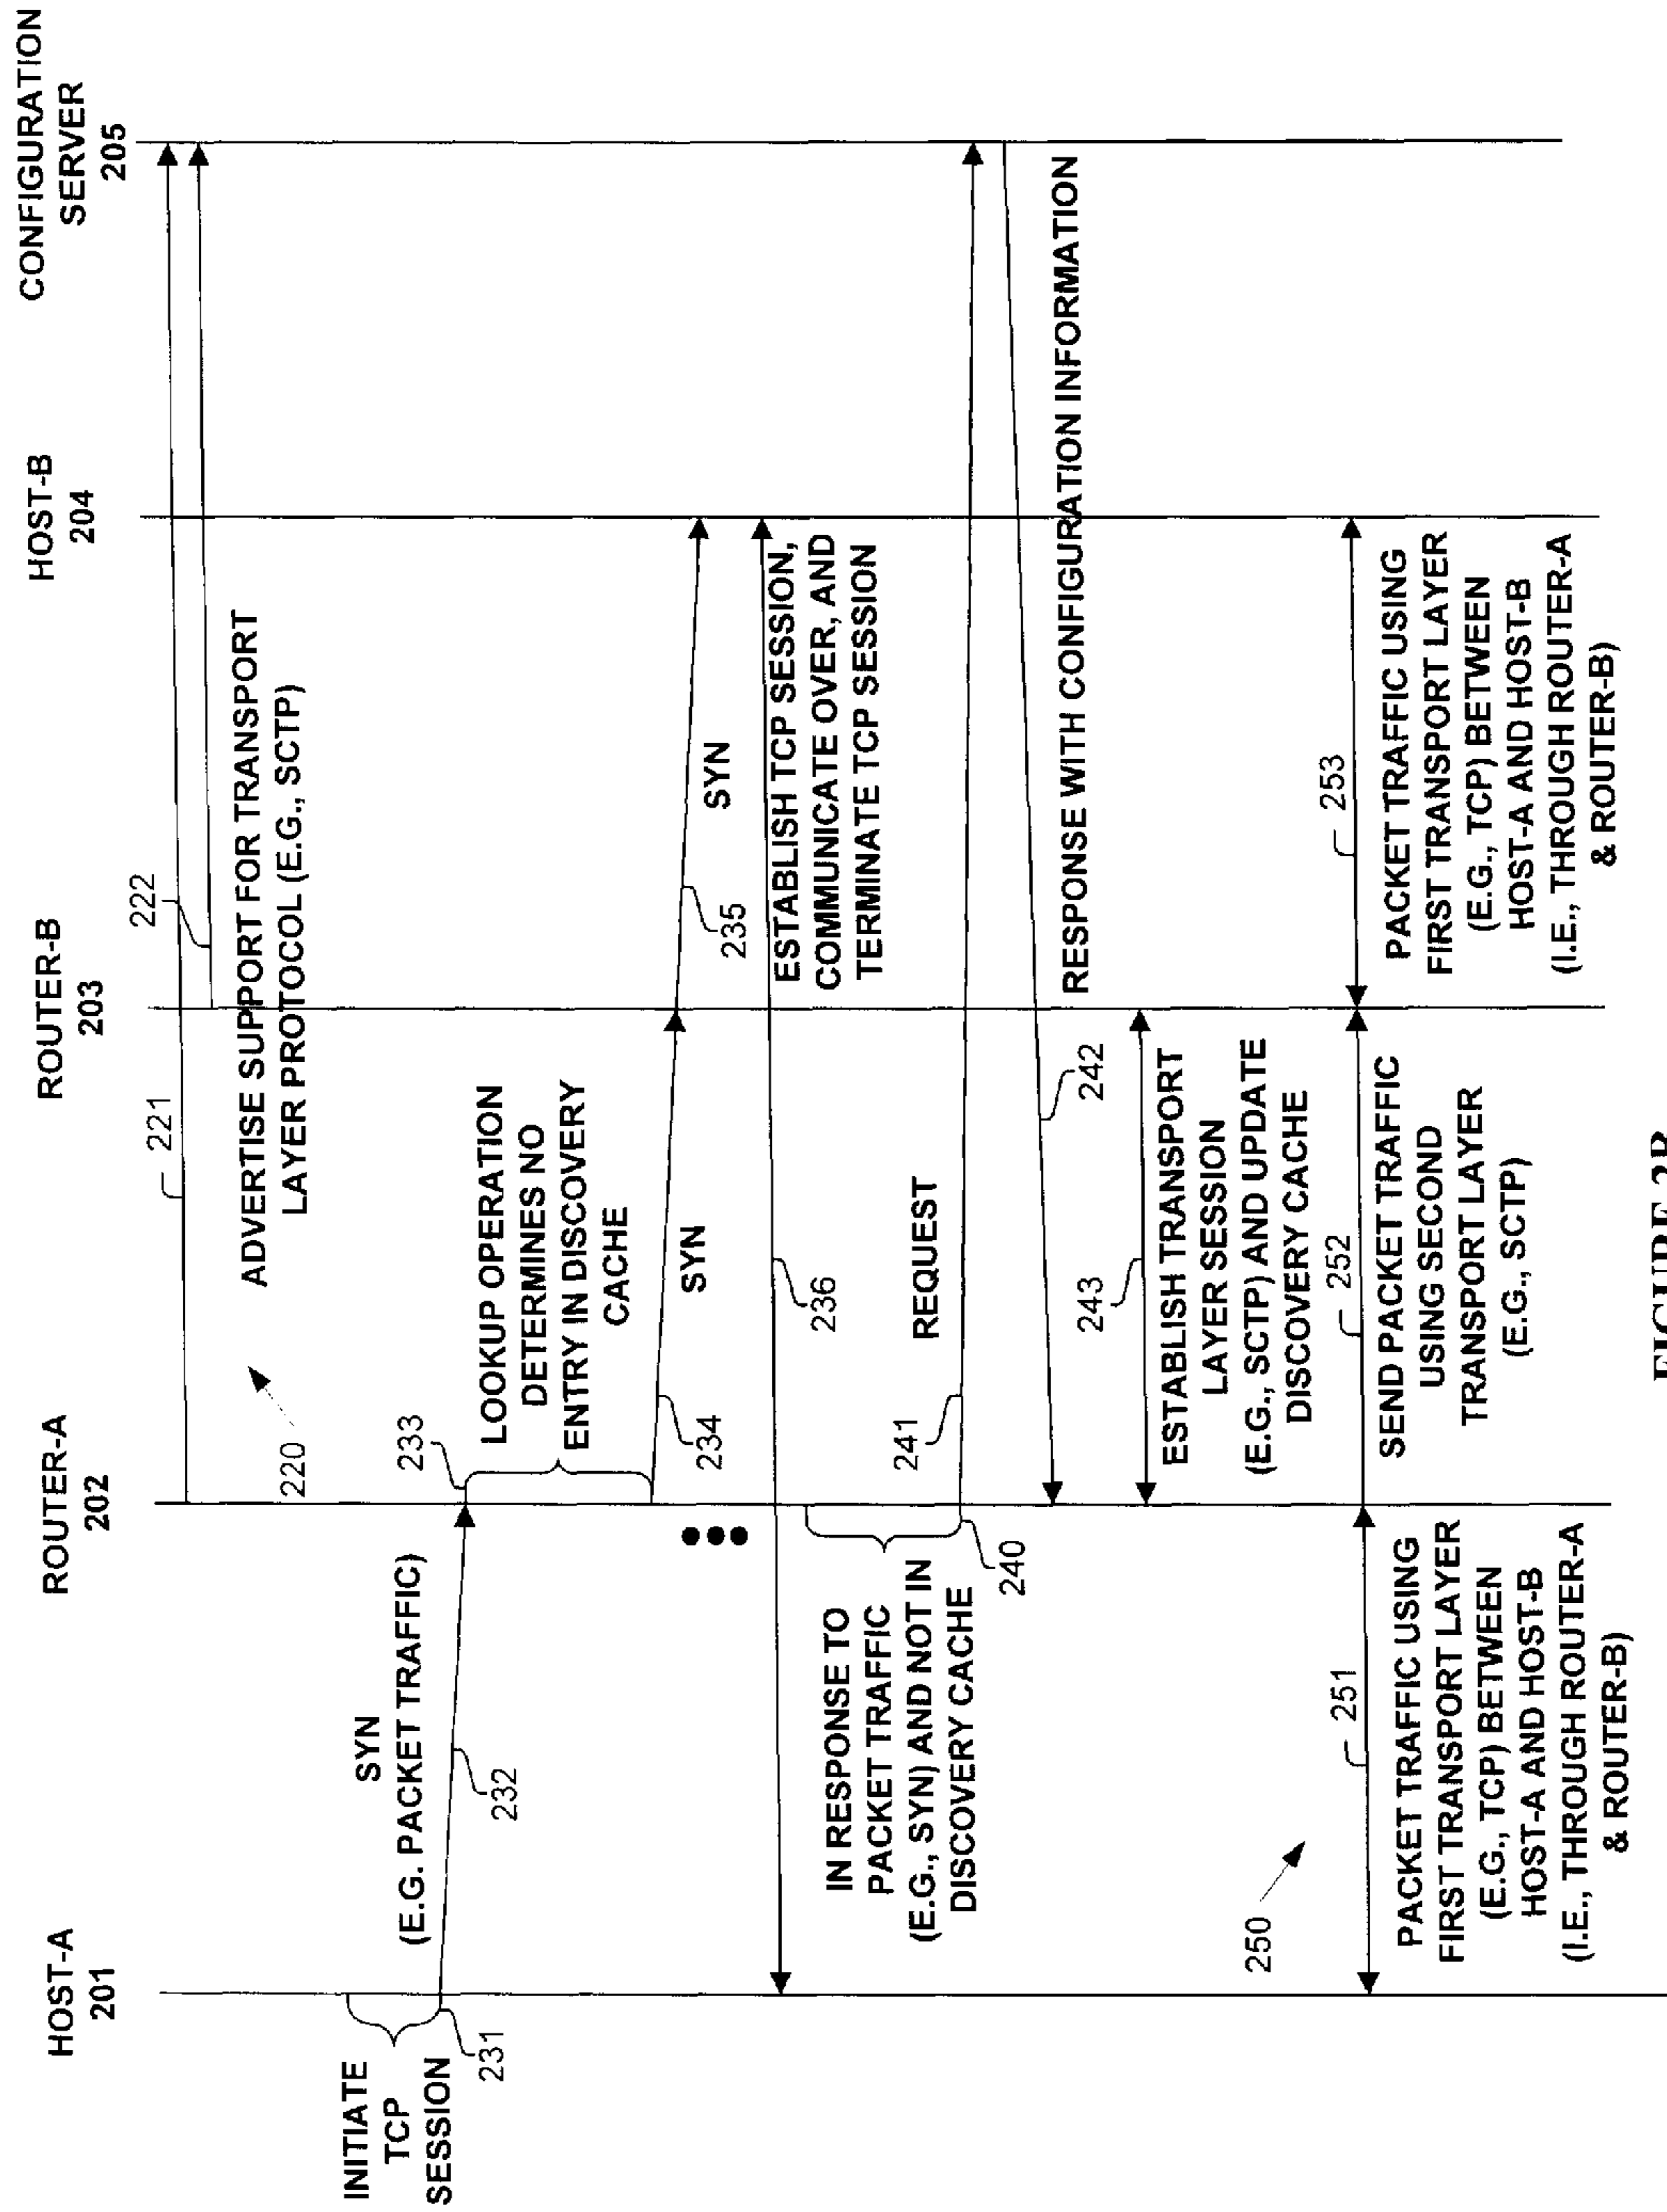 HOST-A
201
ROUTER-A
202
ROUTER-B
203
HOST-B
204
CONFIGURATION
SERVER
205
221
222
ADVERTISE SUPPORT FOR TRANSPORT
LAYER PROTOCOL (E.G., SCTP)
220
INITIATE
TCP
SESSION
231
SYN
(E.G. PACKET TRAFFIC)
232
233
LOOKUP OPERATION
DETERMINES NO
ENTRY IN DISCOVERY
CACHE
234
SYN
235
SYN
236
ESTABLISH TCP SESSION,
COMMUNICATE OVER, AND
TERMINATE TCP SESSION
IN RESPONSE TO
PACKET TRAFFIC
(E.G., SYN) AND NOT IN
DISCOVERY CACHE
240
241
REQUEST
242
RESPONSE WITH CONFIGURATION INFORMATION
243
ESTABLISH TRANSPORT
LAYER SESSION
(E.G., SCTP) AND UPDATE
DISCOVERY CACHE
250
251
PACKET TRAFFIC USING
FIRST TRANSPORT LAYER
(E.G., TCP) BETWEEN
HOST-A AND HOST-B
(I.E., THROUGH ROUTER-A
& ROUTER-B)
252
SEND PACKET TRAFFIC
USING SECOND
TRANSPORT LAYER
(E.G., SCTP)
253
PACKET TRAFFIC USING
FIRST TRANSPORT LAYER
(E.G., TCP) BETWEEN
HOST-A AND HOST-B
(I.E., THROUGH ROUTER-A
& ROUTER-B)
FIGURE 2B